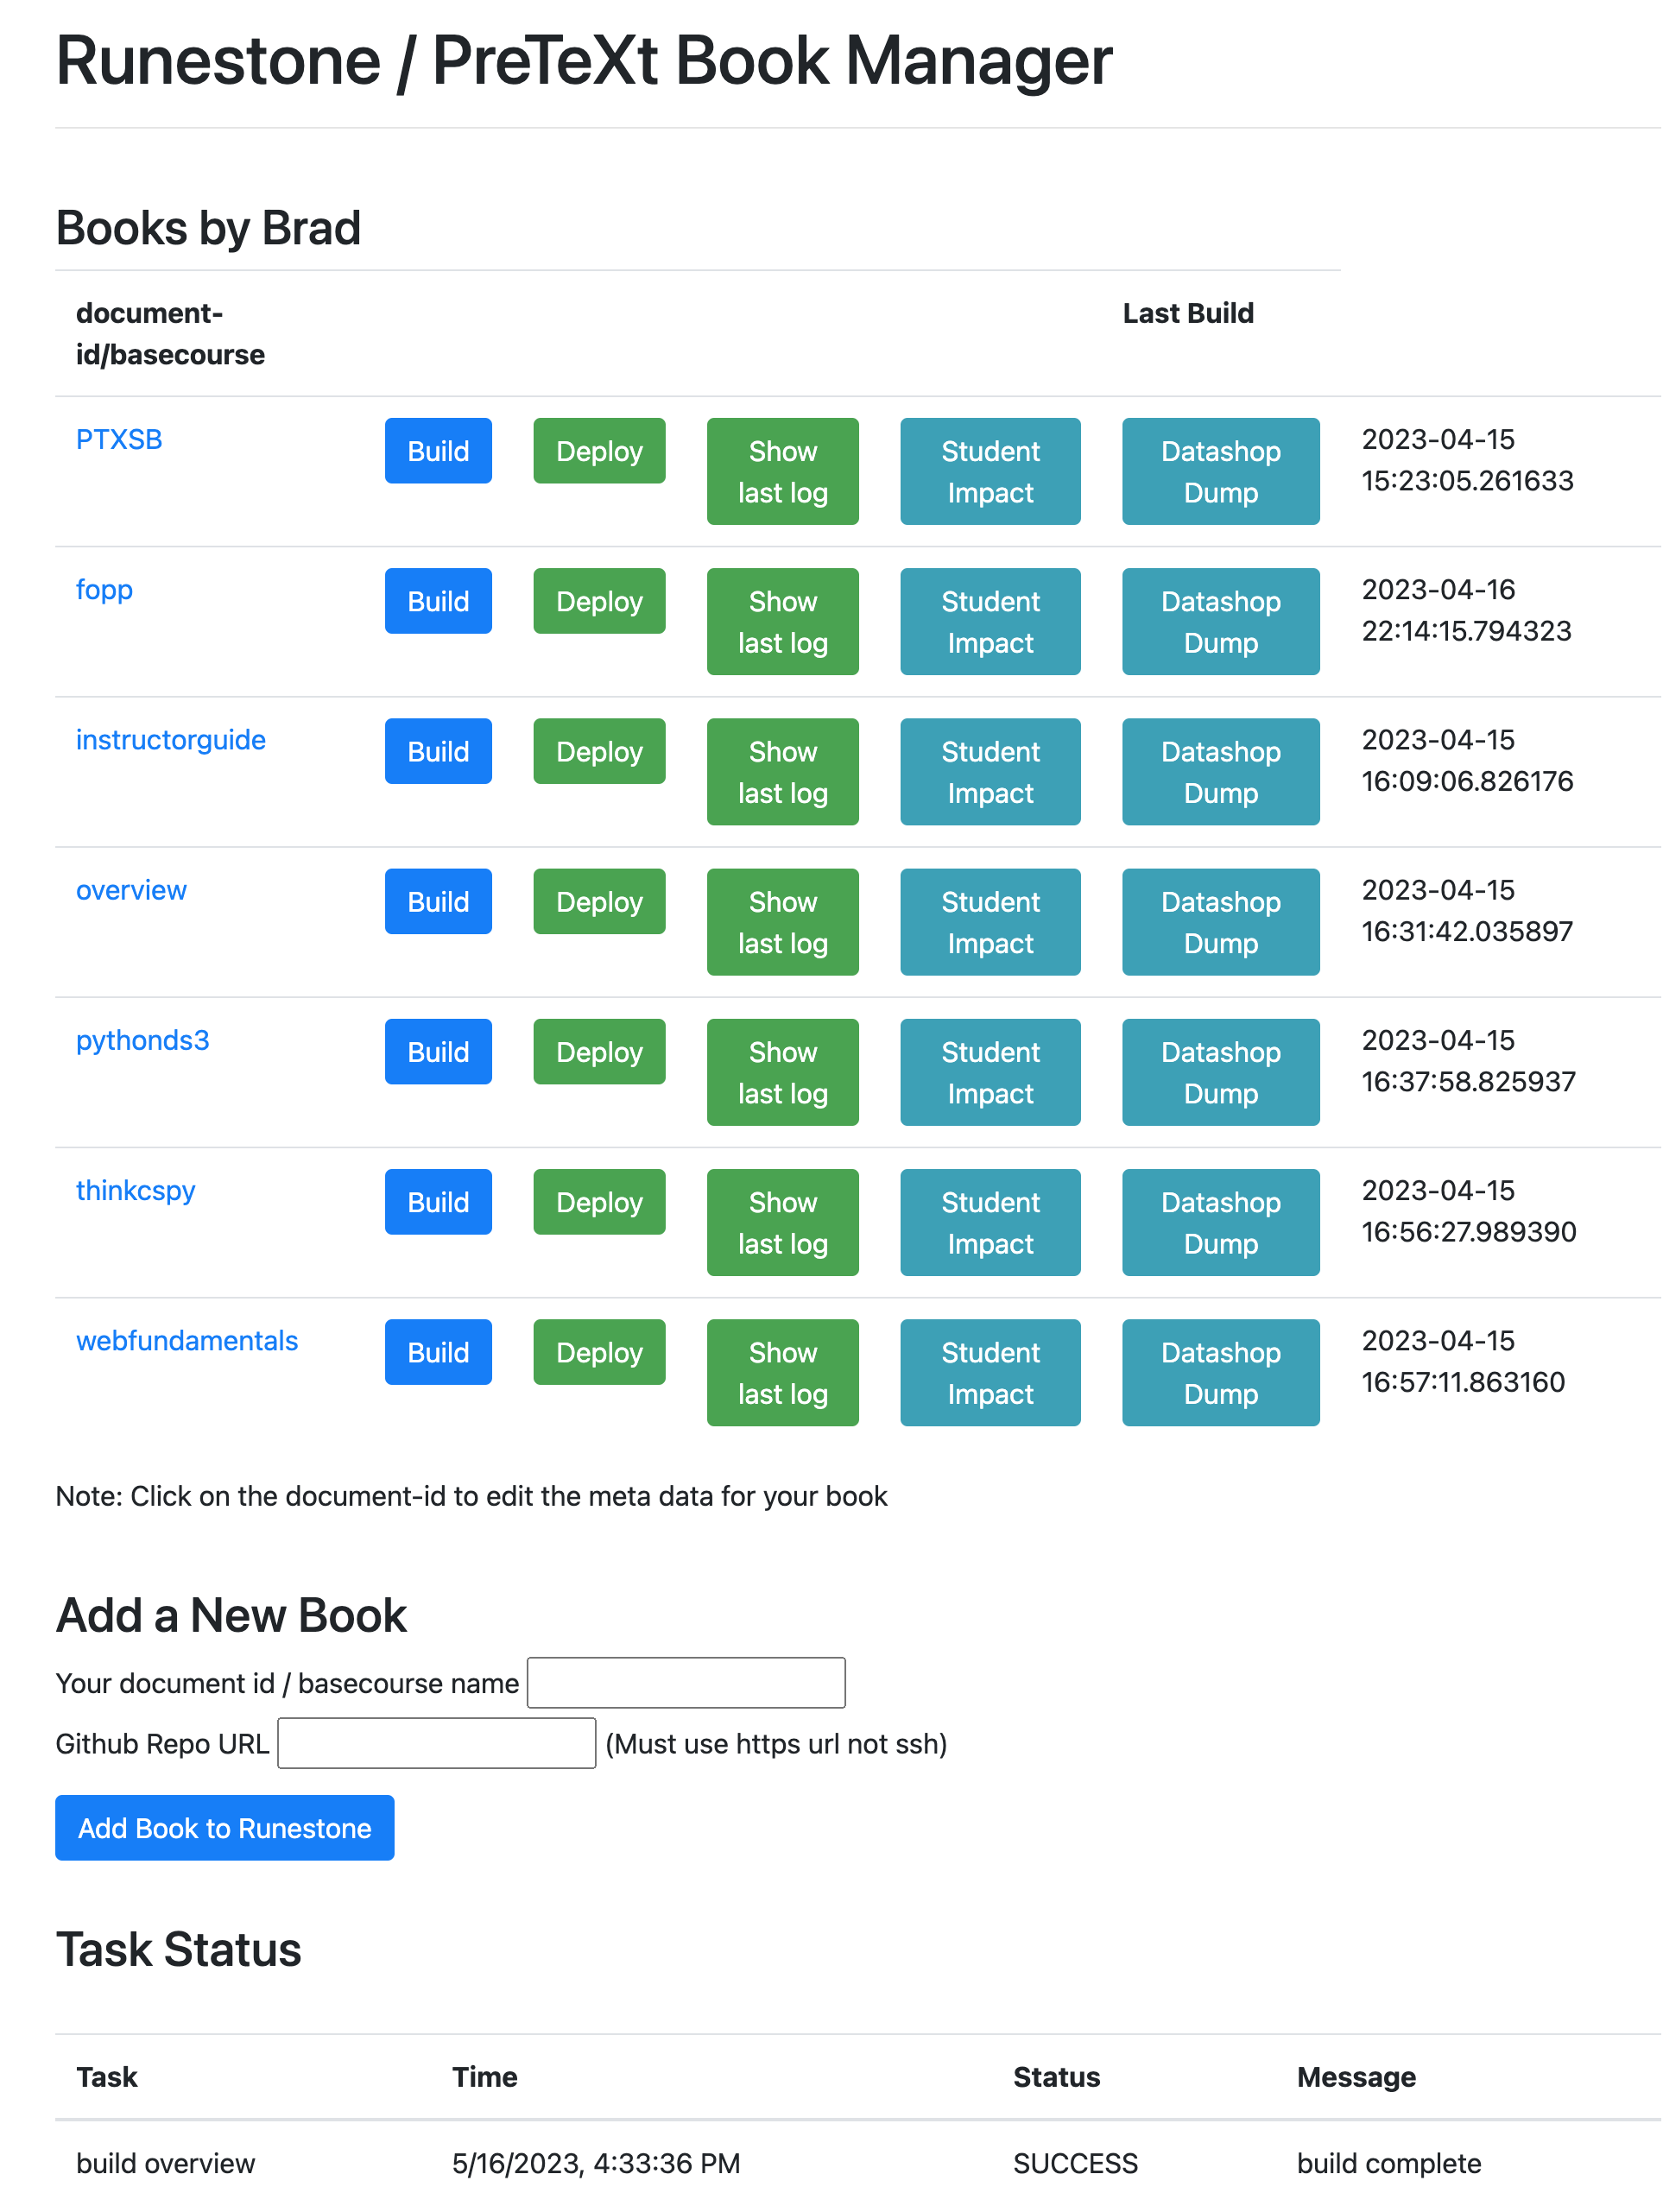 Runestone / PreTeXt Book Manager
Books by Brad
document-
id/basecourse
Last Build
PTXSB
Build
Deploy
Show
last log
Student
Impact
Datashop
Dump
2023-04-15
15:23:05.261633
fopp
Build
Deploy
Show
last log
Student
Impact
Datashop
Dump
2023-04-16
22:14:15.794323
instructorguide
Build
Deploy
Show
last log
Student
Impact
Datashop
Dump
2023-04-15
16:09:06.826176
overview
Build
Deploy
Show
last log
Student
Impact
Datashop
Dump
2023-04-15
16:31:42.035897
pythonds3
Build
Deploy
Show
last log
Student
Impact
Datashop
Dump
2023-04-15
16:37:58.825937
thinkcspy
Build
Deploy
Show
last log
Student
Impact
Datashop
Dump
2023-04-15
16:56:27.989390
webfundamentals
Build
Deploy
Show
last log
Student
Impact
Datashop
Dump
2023-04-15
16:57:11.863160
Note: Click on the document-id to edit the meta data for your book
Add a New Book
Your document id / basecourse name
Github Repo URL (Must use https url not ssh)
Add Book to Runestone
Task Status
Task Time Status Message
build overview 5/16/2023, 4:33:36 PM SUCCESS build complete